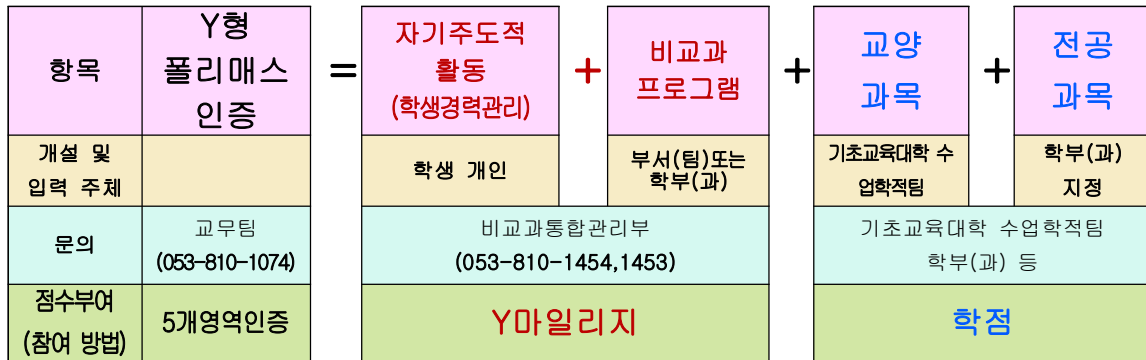 항목
Y형
폴리매스
인증
=
자기주도적
활동
(학생경력관리)
+
비교과
프로그램
+
교양
과목
+
전공
과목
개설 및
입력 주체
학생 개인
부서(팀)또는
학부(과)
기초교육대학 수
업학적팀
학부(과)
지정
문의
교무팀
(053-810-1074)
비교과통합관리부
(053-810-1454,1453)
기초교육대학 수업학적팀
학부(과) 등
점수부여
(참여 방법)
5개영역인증
Y마일리지
학점